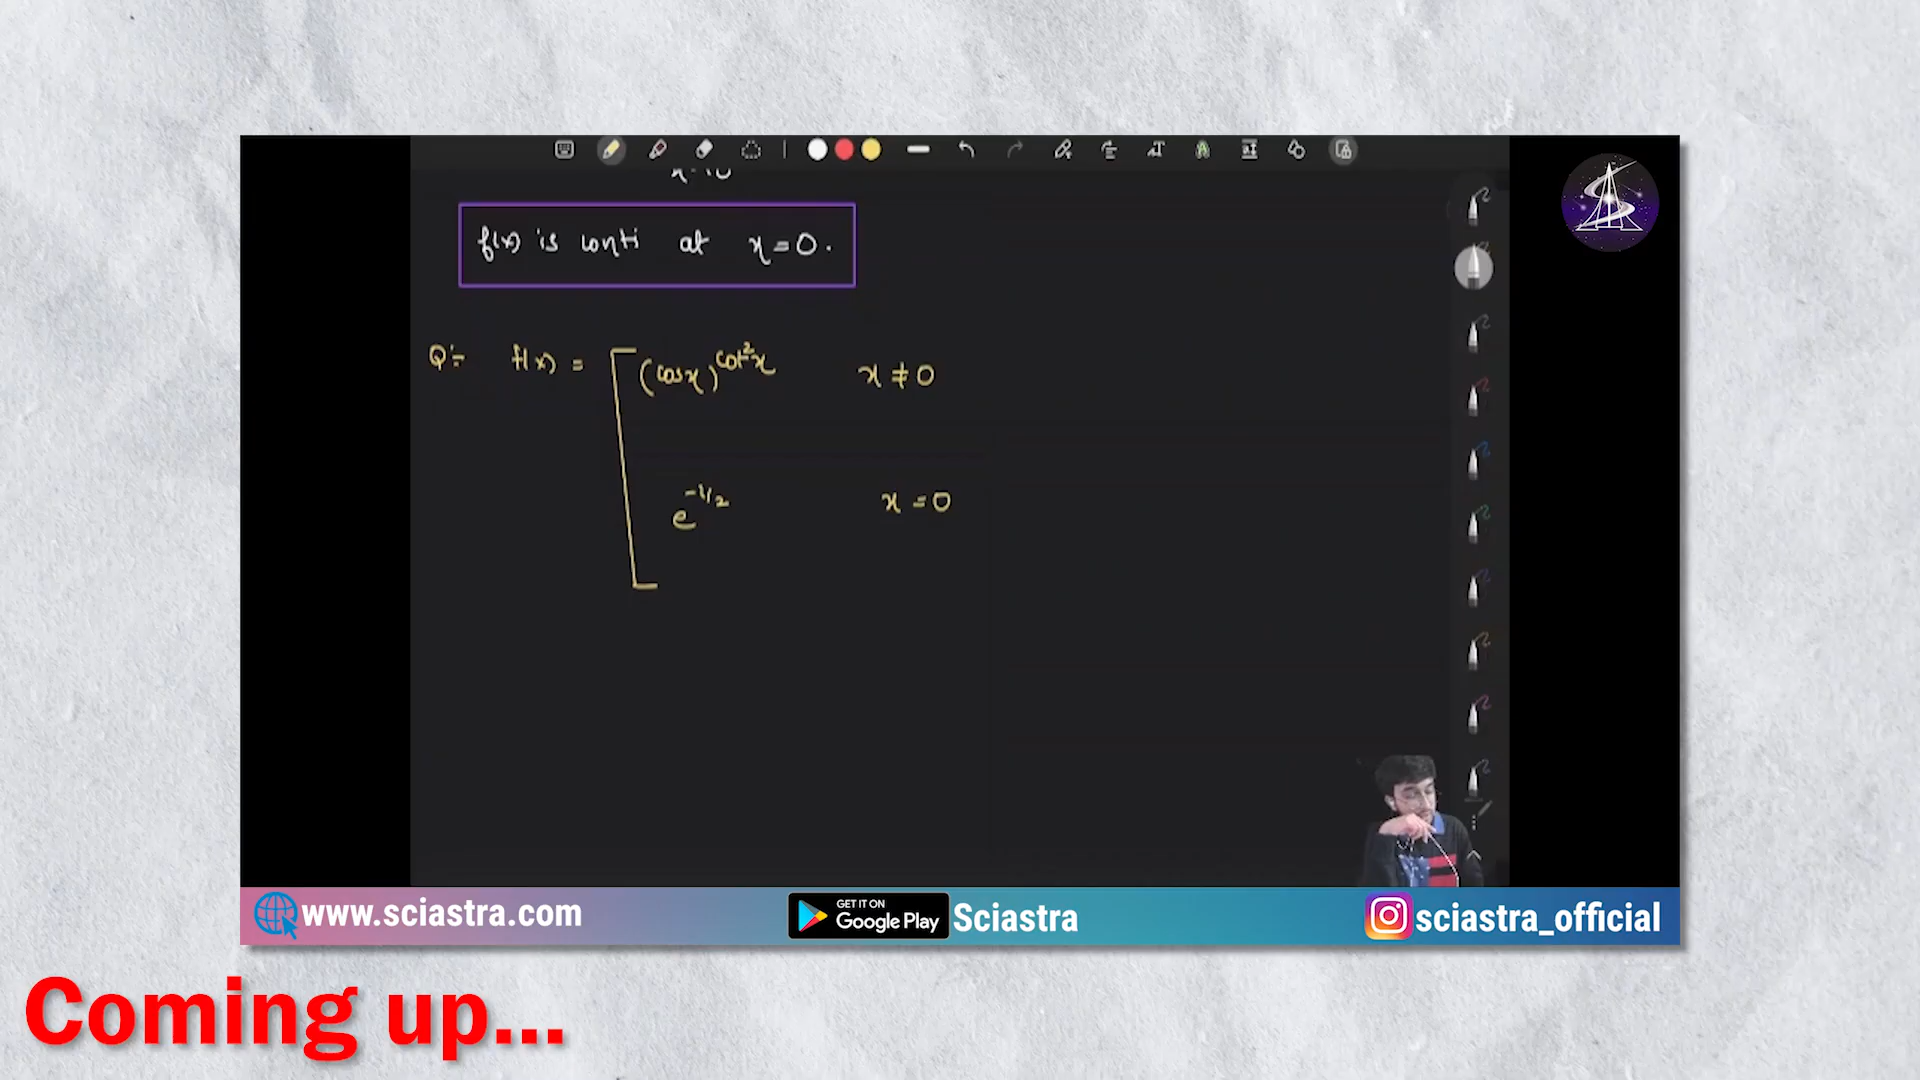 f(x) is conti at x=0.
Q÷ f(x) = (cosx)^cot²x x ≠ 0
e^-1/2 x = 0
www.sciastra.com
GET IT ON
Google Play
Sciastra
sciastra_official
Coming up...